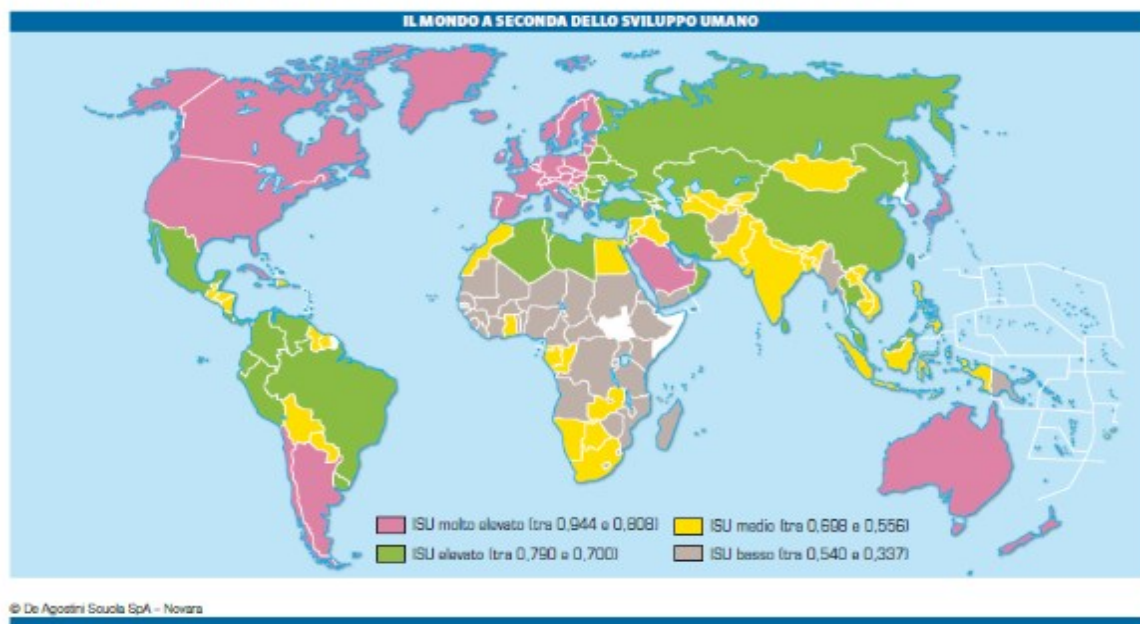 IL MONDO A SECONDA DELLO SVILUPPO UMANO
ISU molto elevato (tra 0,944 e 0,808)
ISU elevato (tra 0,790 e 0,700)
ISU medio (tra 0,698 e 0,556)
ISU basso (tra 0,540 e 0,337)
© De Agostini Scuola SpA – Novara